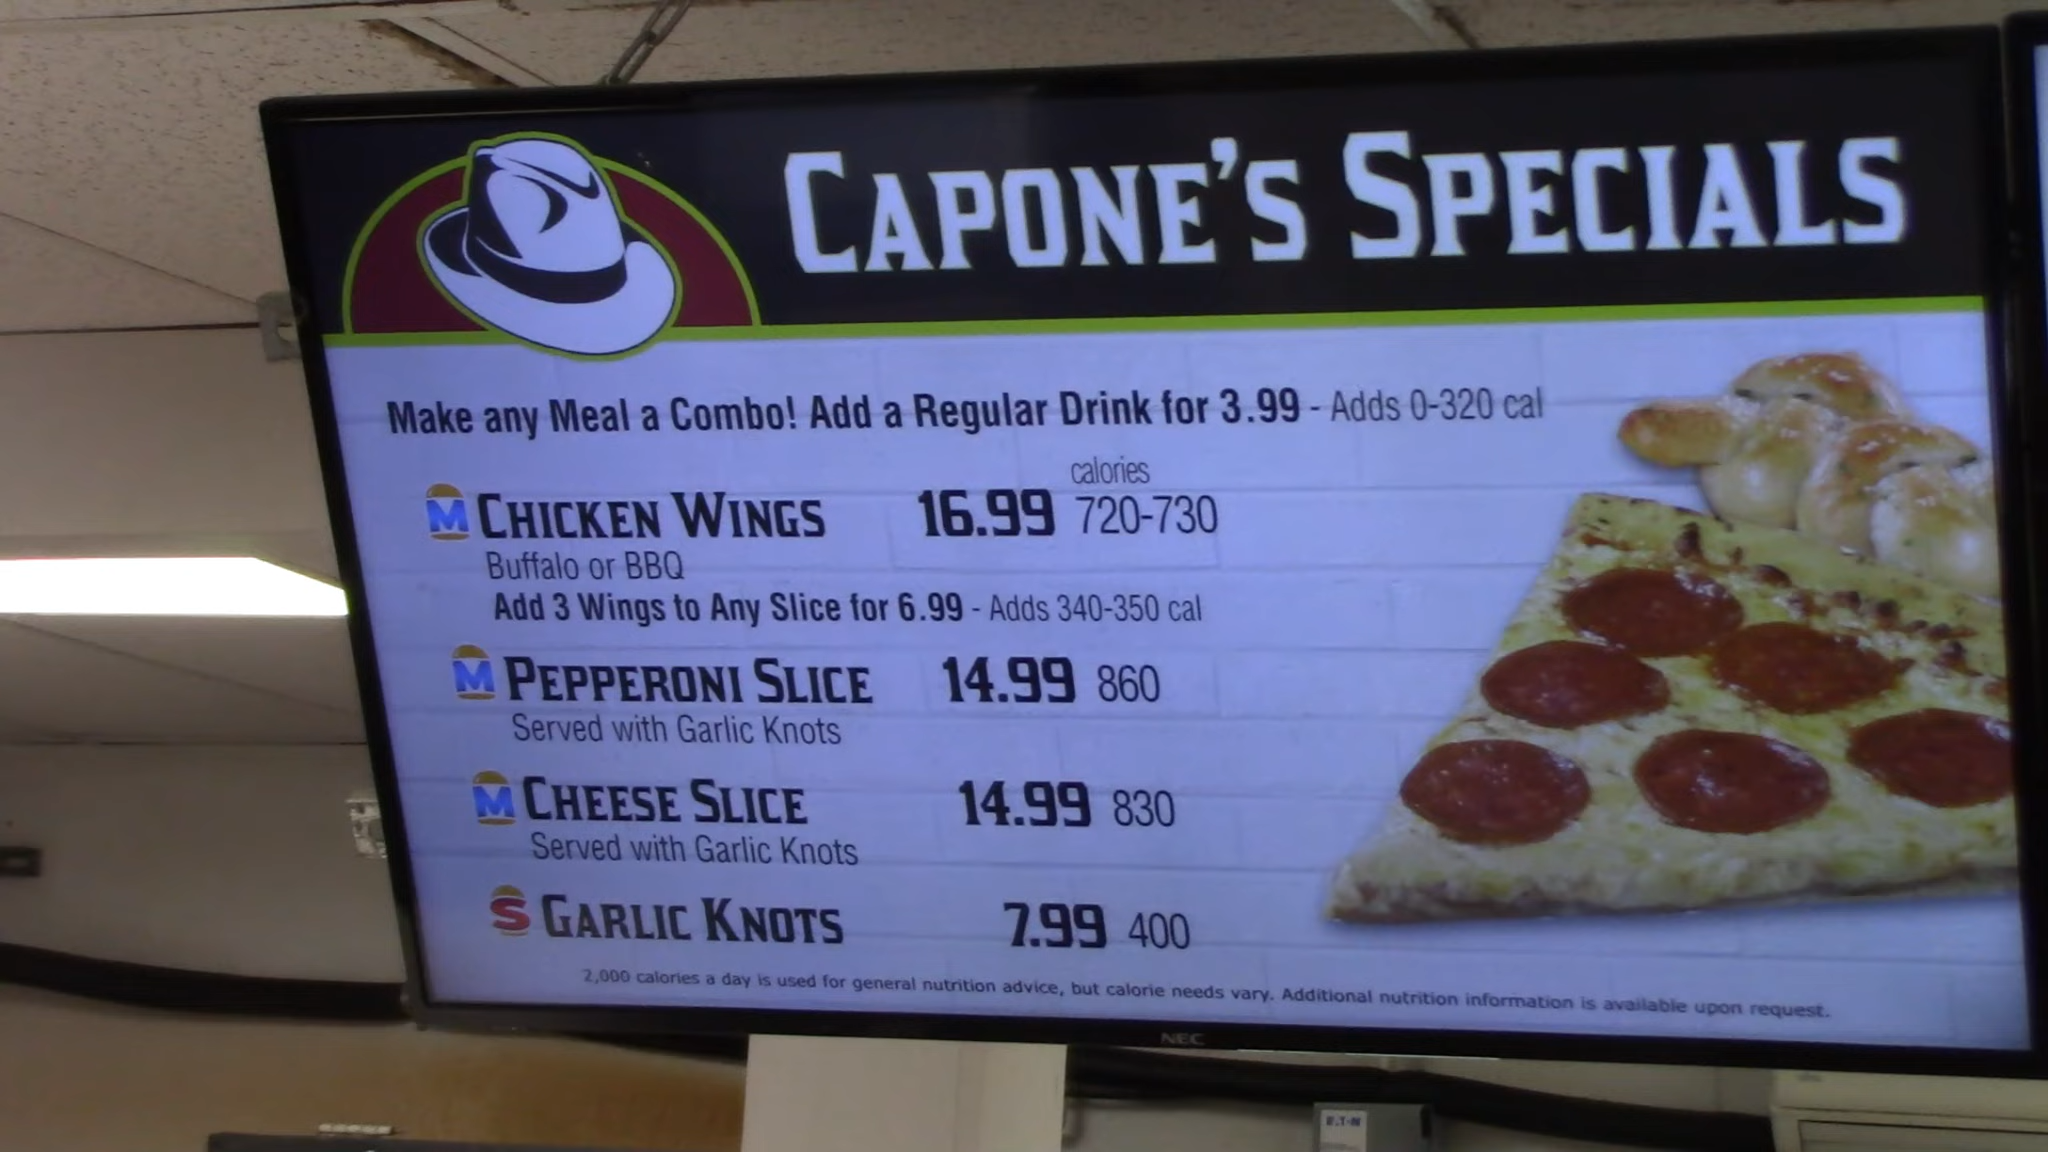 CAPONE'S SPECIALS
Make any Meal a Combo! Add a Regular Drink for 3.99 - Adds 0-320 cal
calories
M CHICKEN WINGS 16.99 720-730
Buffalo or BBQ
Add 3 Wings to Any Slice for 6.99 - Adds 340-350 cal
M PEPPERONI SLICE 14.99 860
Served with Garlic Knots
M CHEESE SLICE 14.99 830
Served with Garlic Knots
S GARLIC KNOTS 7.99 400
2,000 calories a day is used for general nutrition advice, but calorie needs vary. Additional nutrition information is available upon request.
NEC
E.T.N